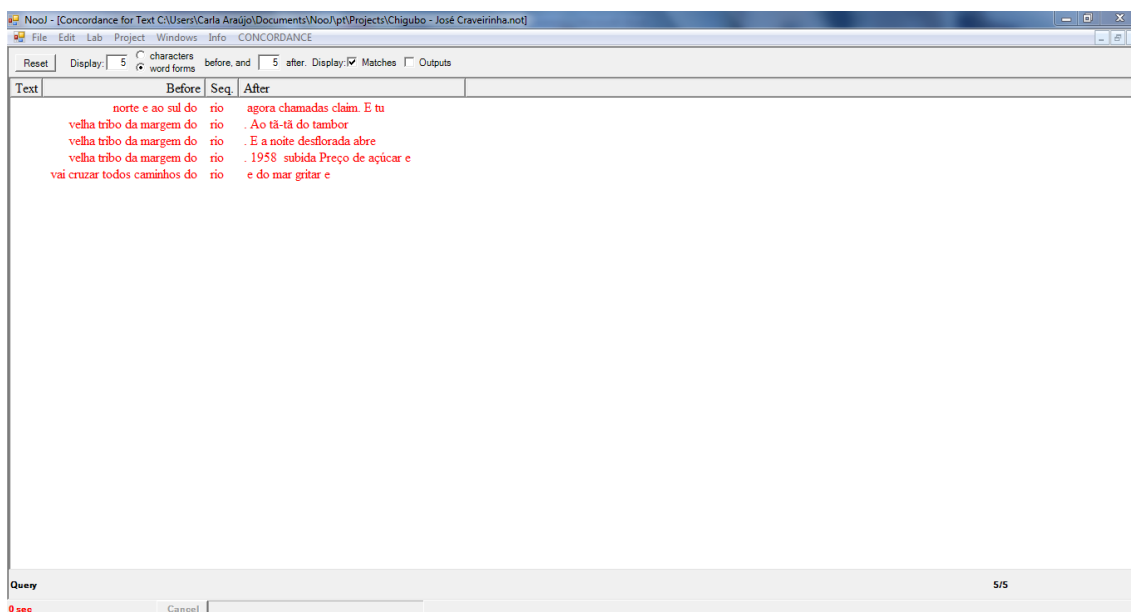 NooJ - [Concordance for Text C:\Users\Carla Araújo\Documents\NooJ\pt\Projects\Chigubo - José Craveirinha.not]
File Edit Lab Project Windows Info CONCORDANCE
Reset Display: 5 characters word forms before, and 5 after. Display: Matches Outputs
Text Before Seq. After
norte e ao sul do rio agora chamadas claim. E tu
velha tribo da margem do rio . Ao tã-tã do tambor
velha tribo da margem do rio . E a noite desflorada abre
velha tribo da margem do rio . 1958 subida Preço de açúcar e
vai cruzar todos caminhos do rio e do mar gritar e
Query 5/5
0 sec Cancel